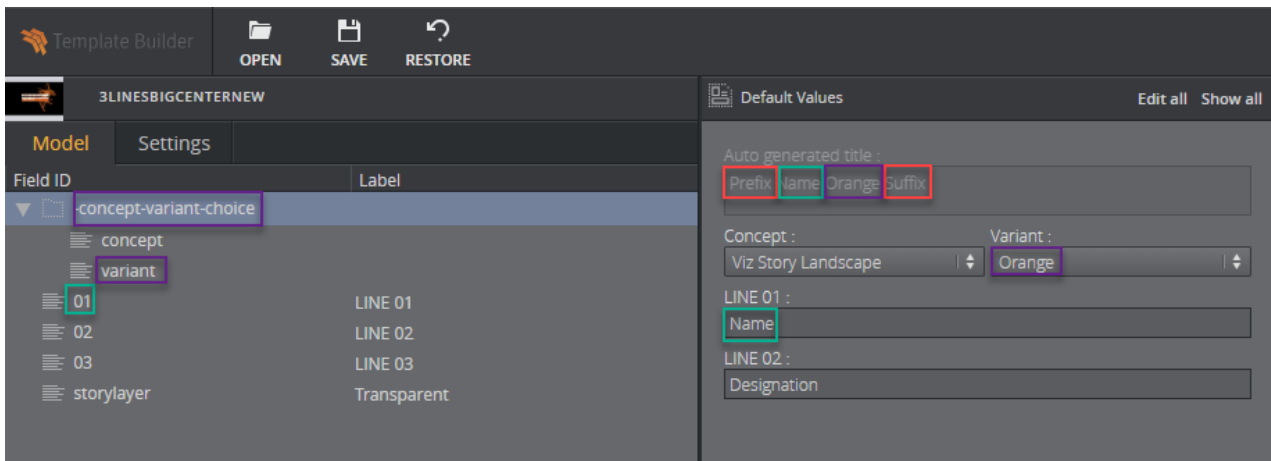 Template Builder
OPEN
SAVE
RESTORE
3LINESBIGCENTERNEW
Model
Settings
Field ID
Label
-concept-variant-choice
concept
variant
01
LINE 01
02
LINE 02
03
LINE 03
storylayer
Transparent
Default Values
Edit all
Show all
Auto generated title :
Prefix Name Orange Suffix
Concept :
Variant :
Viz Story Landscape
Orange
LINE 01 :
Name
LINE 02 :
Designation